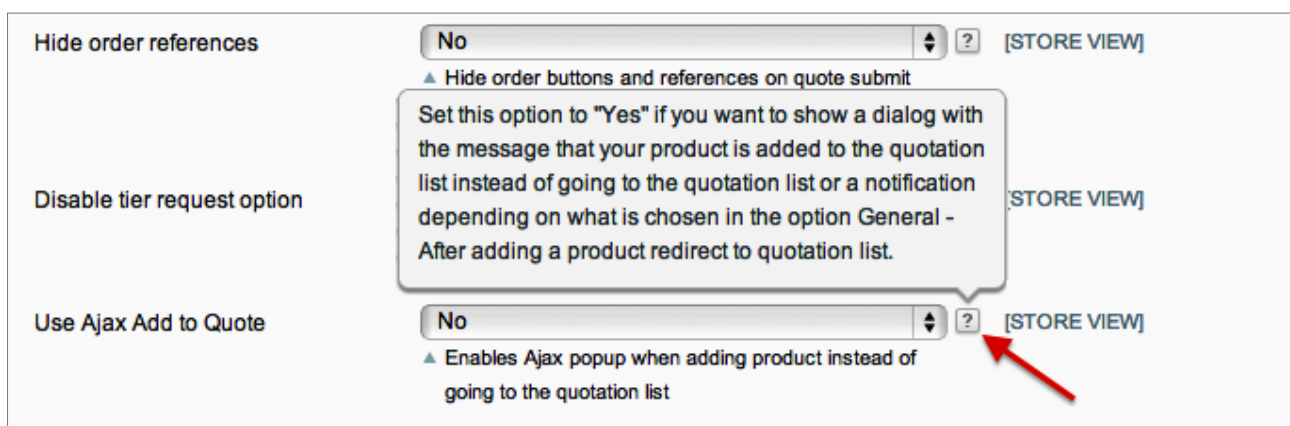 Hide order references
No
?
[STORE VIEW]
▲ Hide order buttons and references on quote submit
Set this option to "Yes" if you want to show a dialog with
the message that your product is added to the quotation
list instead of going to the quotation list or a notification
depending on what is chosen in the option General -
After adding a product redirect to quotation list.
Disable tier request option
[STORE VIEW]
Use Ajax Add to Quote
No
?
[STORE VIEW]
▲ Enables Ajax popup when adding product instead of
going to the quotation list